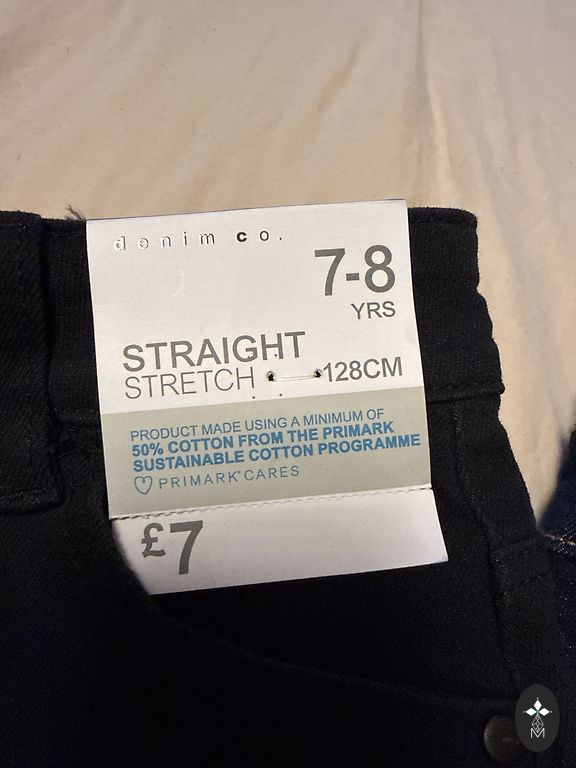 denim co.
7-8
YRS
STRAIGHT
STRETCH 128CM
PRODUCT MADE USING A MINIMUM OF
50% COTTON FROM THE PRIMARK
SUSTAINABLE COTTON PROGRAMME
PRIMARK® CARES
£7
M